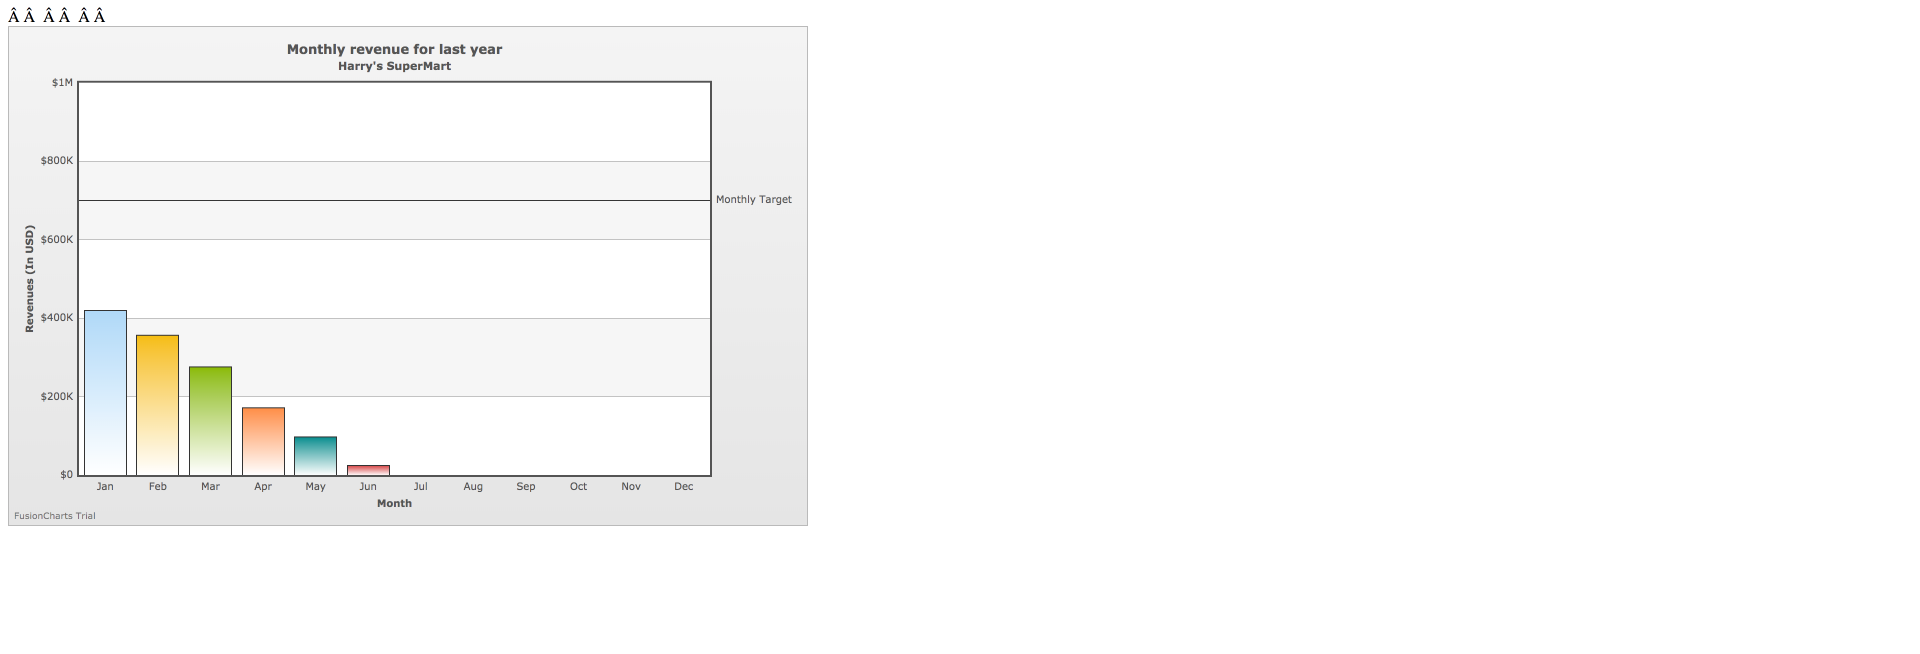 Â Â  Â Â  Â Â
Monthly revenue for last year
Harry's SuperMart
$1M
$800K
Monthly Target
$600K
Revenues (In USD)
$400K
$200K
$0
Jan Feb Mar Apr May Jun Jul Aug Sep Oct Nov Dec
Month
FusionCharts Trial